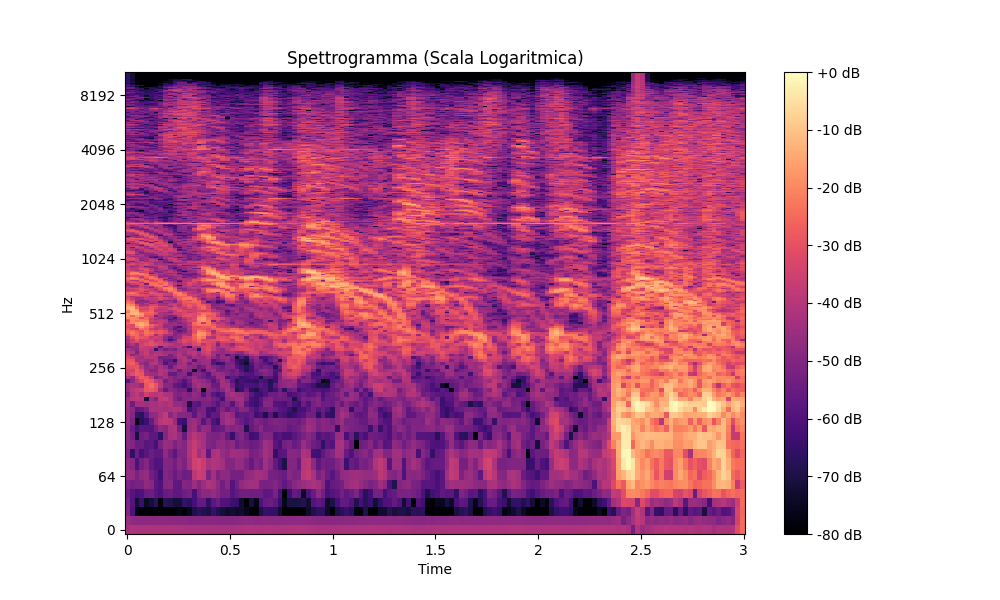 Spettrogramma (Scala Logaritmica)
Hz
8192
4096
2048
1024
512
256
128
64
0
0 0.5 1 1.5 2 2.5 3
Time
+0 dB
-10 dB
-20 dB
-30 dB
-40 dB
-50 dB
-60 dB
-70 dB
-80 dB